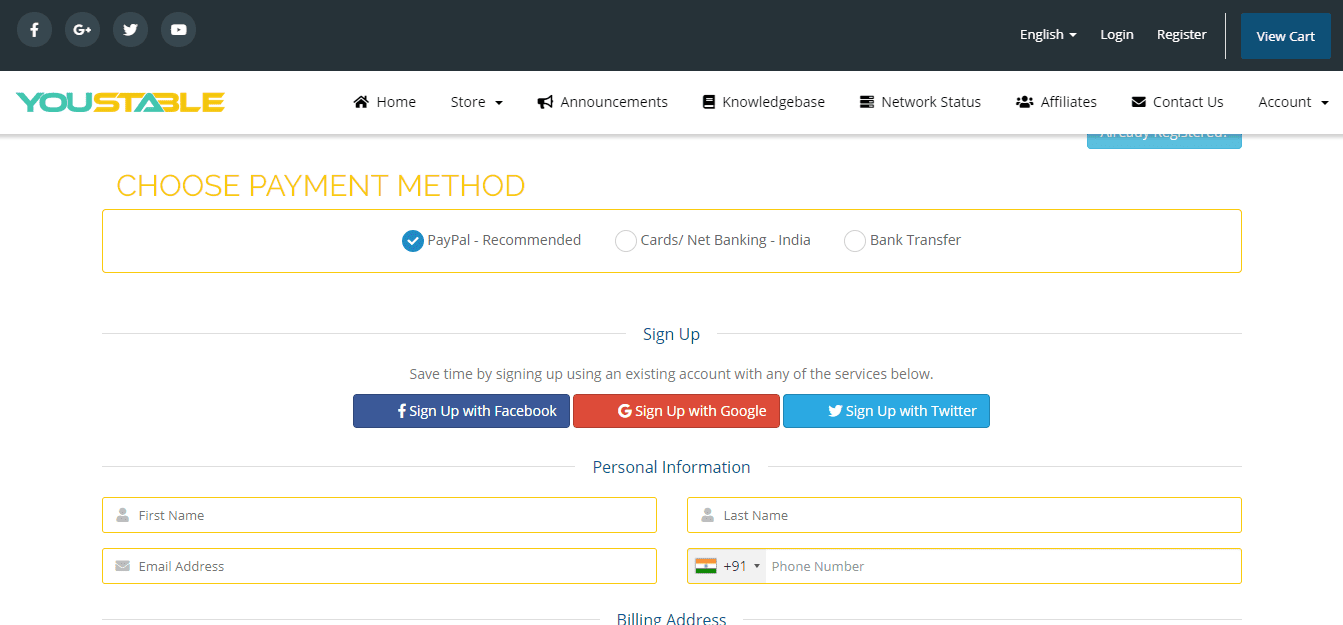 English Login Register View Cart
YOUSTABLE Home Store Announcements Knowledgebase Network Status Affiliates Contact Us Account
Already Registered?
CHOOSE PAYMENT METHOD
PayPal - Recommended Cards/ Net Banking - India Bank Transfer
Sign Up
Save time by signing up using an existing account with any of the services below.
Sign Up with Facebook Sign Up with Google Sign Up with Twitter
Personal Information
First Name Last Name
Email Address +91 Phone Number
Billing Address